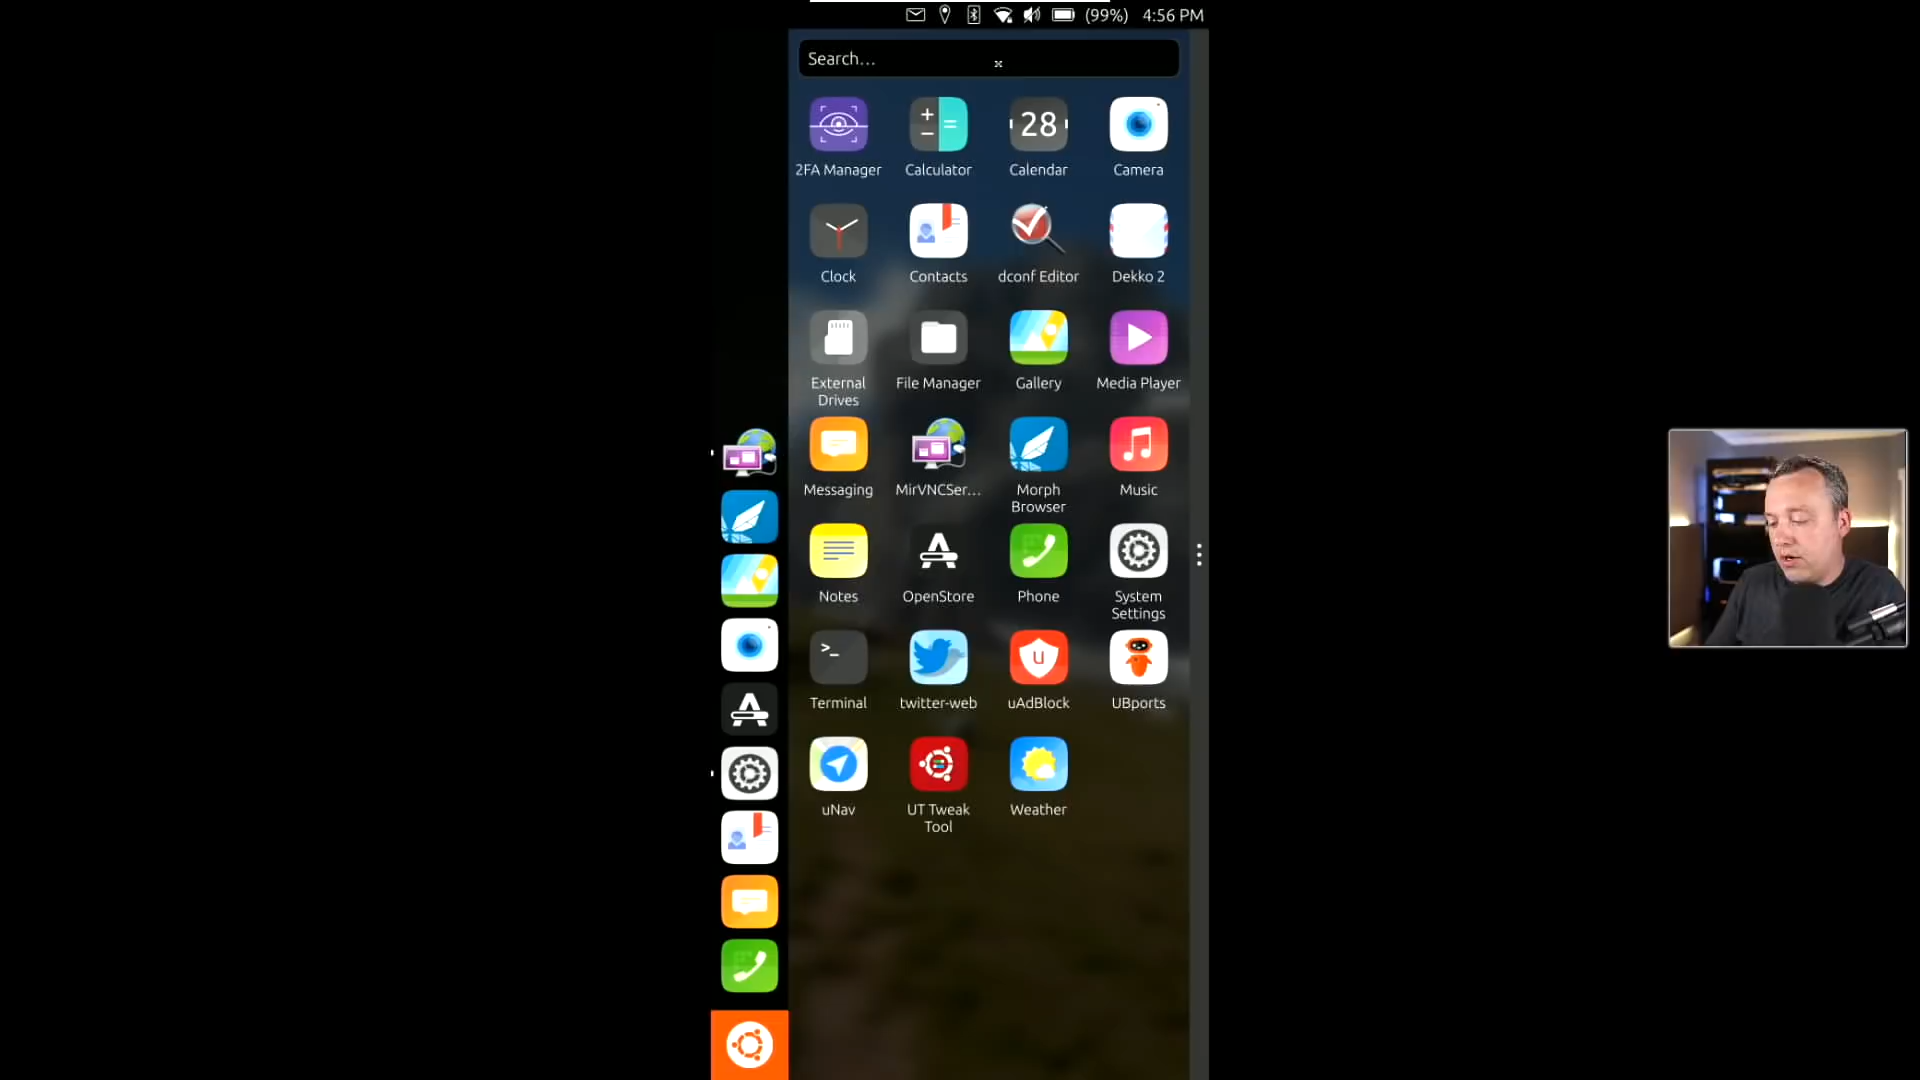 (99%) 4:56 PM
Search...
28
2FA Manager Calculator Calendar Camera
Clock Contacts dconf Editor Dekko 2
External Drives File Manager Gallery Media Player
Messaging MirVNCSer... Morph Browser Music
Notes OpenStore Phone System Settings
>_
u
Terminal twitter-web uAdBlock UBports
uNav UT Tweak Tool Weather